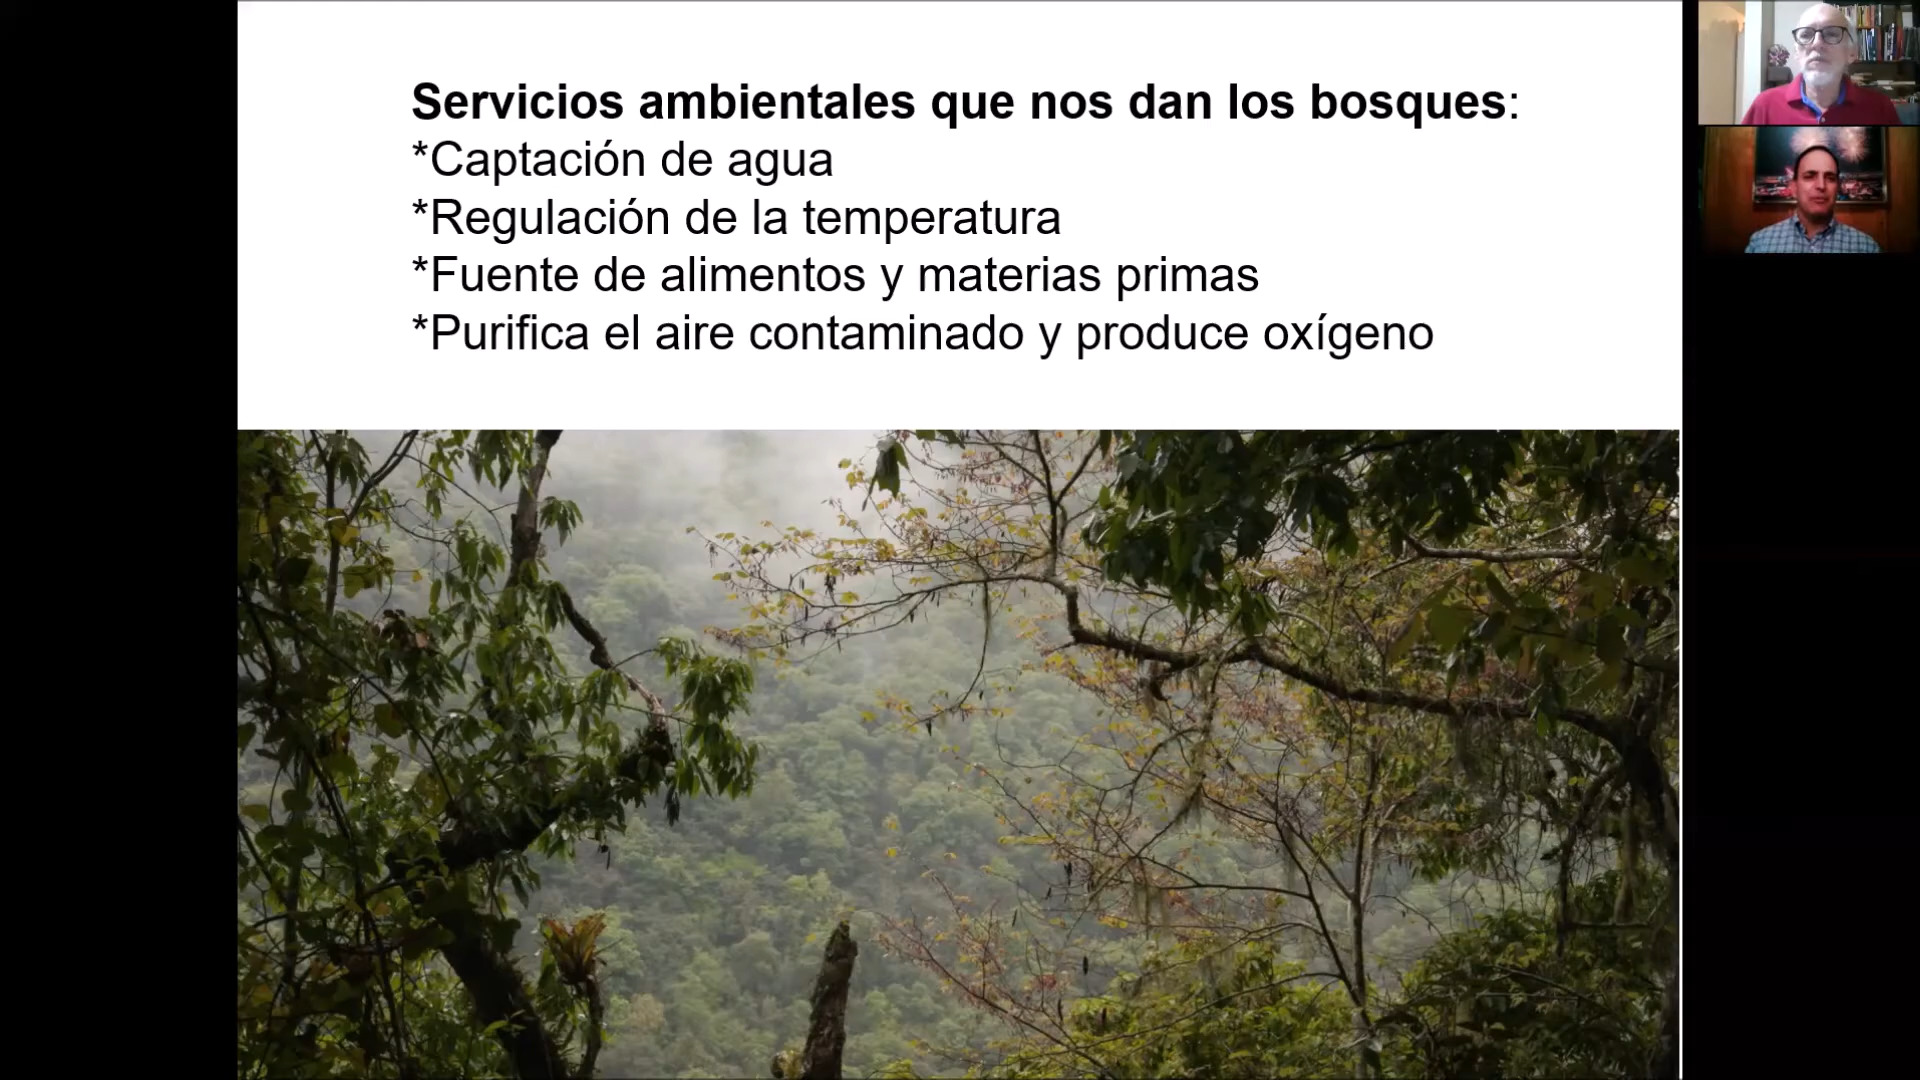 Servicios ambientales que nos dan los bosques:
*Captación de agua
*Regulación de la temperatura
*Fuente de alimentos y materias primas
*Purifica el aire contaminado y produce oxígeno